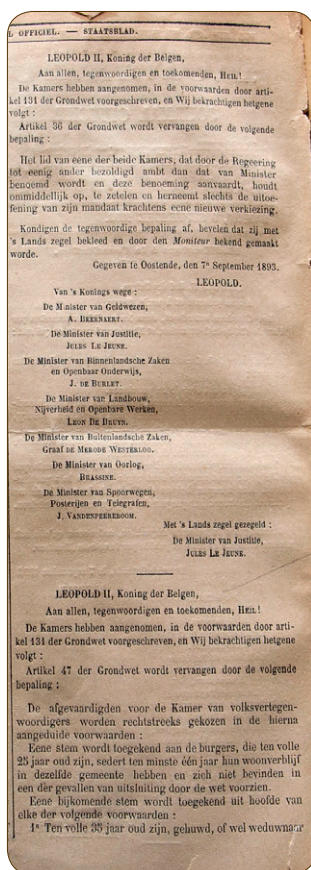 L OFFICIEL. — STAATSBLAD.
LEOPOLD II, Koning der Belgen,
Aan allen, tegenwoordigen en toekomenden, HEIL!
De Kamers hebben aangenomen, in de voorwaarden door arti-
kel 131 der Grondwet voorgeschreven, en Wij bekrachtigen hetgene
volgt :
Artikel 36 der Grondwet wordt vervangen door de volgende
bepaling :
Het lid van eene der beide Kamers, dat door de Regeering
tot eenig ander bezoldigd ambt dan dat van Minister
benoemd wordt en deze benoeming aanvaardt, houdt
onmiddellijk op, te zetelen en herneemt slechts de uitoe-
fening van zijn mandaat krachtens eene nieuwe verkiezing.
Kondigen de tegenwoordige bepaling af, bevelen dat zij met
's Lands zegel bekleed en door den Moniteur bekend gemaakt
worde.
Gegeven te Oostende, den 7n September 1893.
LEOPOLD.
Van 's Konings wege :
De Minister van Geldwezen,
A. BEERNAERT.
De Minister van Justitie,
JULES LE JEUNE.
De Minister van Binnenlandsche Zaken
en Openbaar Onderwijs,
J. DE BURLET.
De Minister van Landbouw,
Nijverheid en Openbare Werken,
LEON DE BRUYN.
De Minister van Buitenlandsche Zaken,
Graaf DE MERODE WESTERLOO.
De Minister van Oorlog,
BRASSINE.
De Minister van Spoorwegen,
Posterijen en Telegrafen,
J. VANDENPEEREBOOM.
Met 's Lands zegel gezegeld :
De Minister van Justitie,
JULES LE JEUNE.
LEOPOLD II, Koning der Belgen,
Aan allen, tegenwoordigen en toekomenden, HEIL!
De Kamers hebben aangenomen, in de voorwaarden door arti-
kel 131 der Grondwet voorgeschreven, en Wij bekrachtigen hetgene
volgt :
Artikel 47 der Grondwet wordt vervangen door de volgende
bepaling :
De afgevaardigden voor de Kamer van volksvertegen-
woordigers worden rechtstreeks gekozen in de hierna
aangeduide voorwaarden :
Eene stem wordt toegekend aan de burgers, die ten volle
25 jaar oud zijn, sedert ten minste één jaar hun woonverblijf
in dezelfde gemeente hebben en zich niet bevinden in
een der gevallen van uitsluiting door de wet voorzien.
Eene bijkomende stem wordt toegekend uit hoofde van
elke der volgende voorwaarden :
1° Ten volle 35 jaar oud zijn, gehuwd, of wel weduwnaar